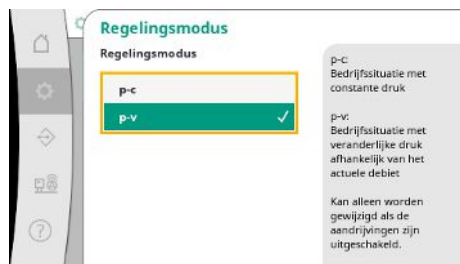 Regelingsmodus
Regelingsmodus
p-c
p-v
p-c:
Bedrijfssituatie met
constante druk
p-v:
Bedrijfssituatie met
veranderlijke druk
afhankelijk van het
actuele debiet
Kan alleen worden
gewijzigd als de
aandrijvingen zijn
uitgeschakeld.